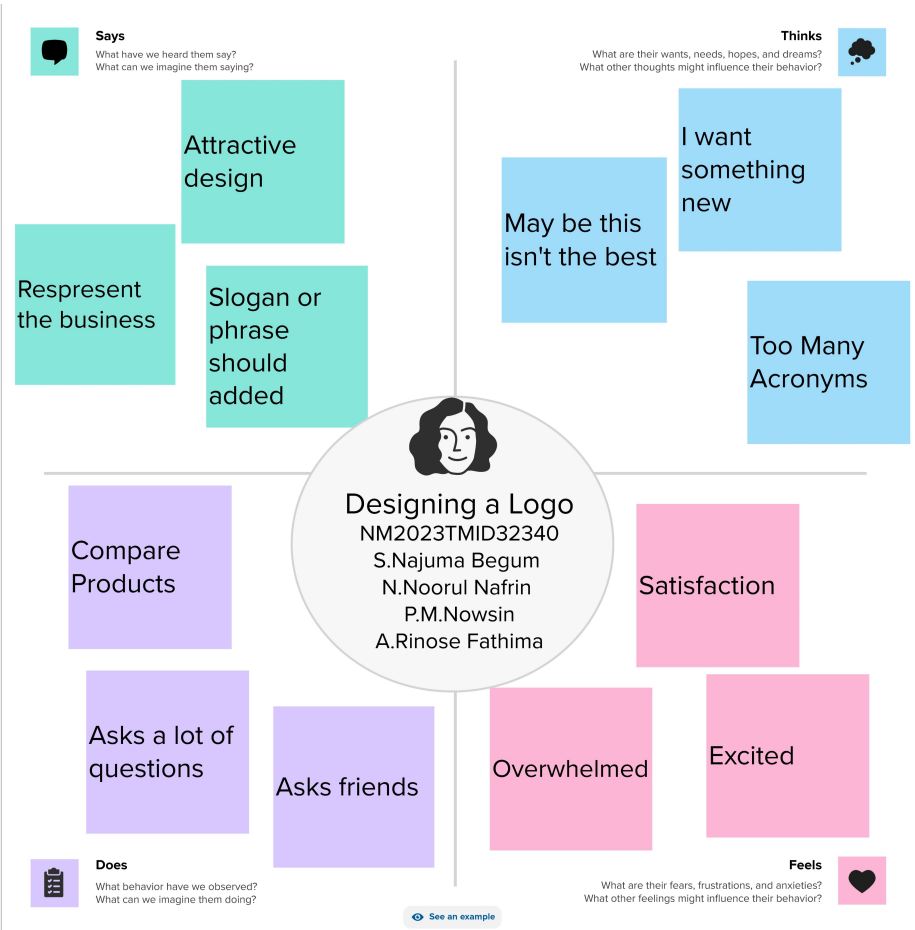 Says
What have we heard them say?
What can we imagine them saying?
Attractive
design
Respresent
the business
Slogan or
phrase
should
added
Thinks
What are their wants, needs, hopes, and dreams?
What other thoughts might influence their behavior?
I want
something
new
May be this
isn't the best
Too Many
Acronyms
Designing a Logo
NM2023TMID32340
S.Najuma Begum
N.Noorul Nafrin
P.M.Nowsin
A.Rinose Fathima
Compare
Products
Asks a lot of
questions
Asks friends
Does
What behavior have we observed?
What can we imagine them doing?
Satisfaction
Overwhelmed
Excited
Feels
What are their fears, frustrations, and anxieties?
What other feelings might influence their behavior?
See an example